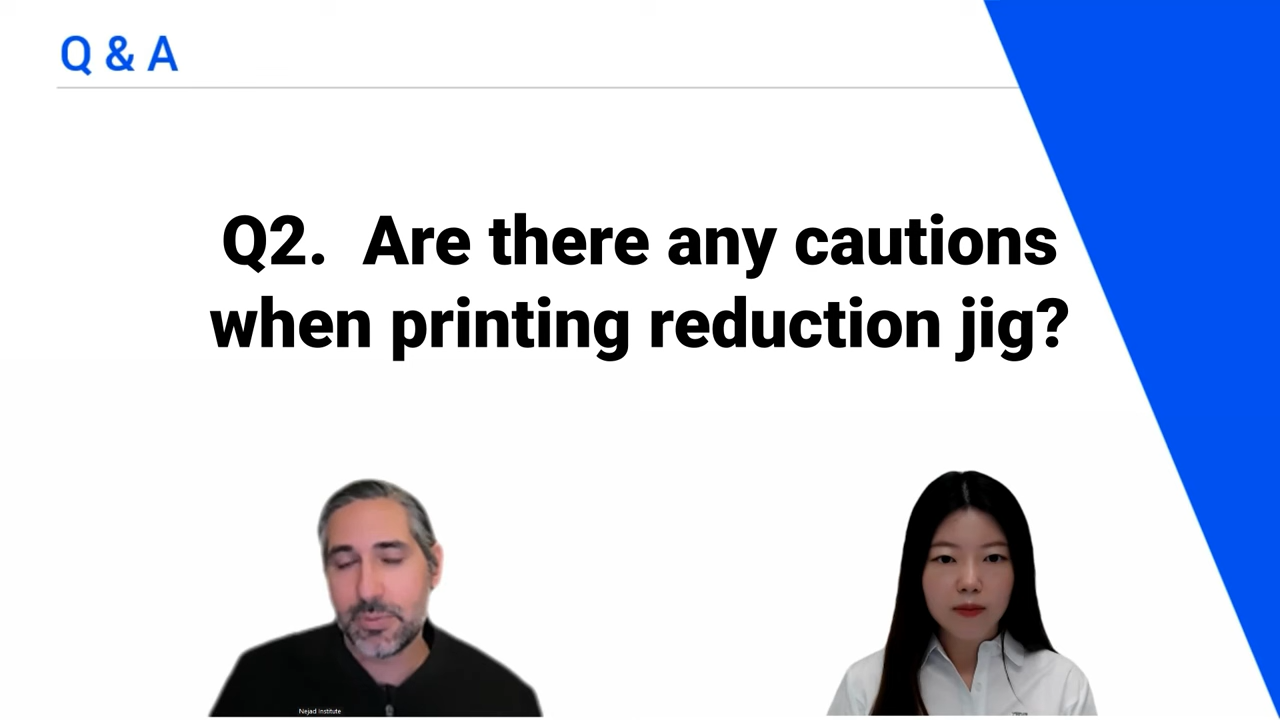 Q & A
Q2. Are there any cautions
when printing reduction jig?
Nejad Institute